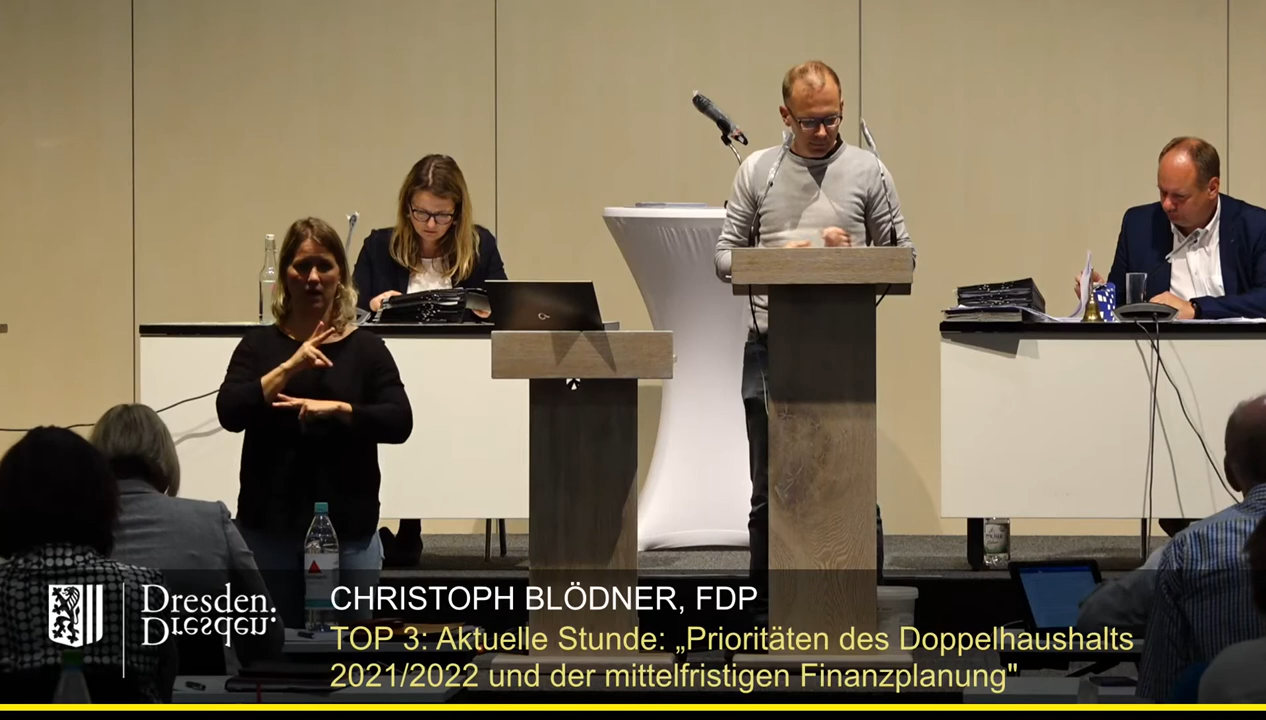 Dresden.
Dresden.
CHRISTOPH BLÖDNER, FDP
TOP 3: Aktuelle Stunde: „Prioritäten des Doppelhaushalts
2021/2022 und der mittelfristigen Finanzplanung"